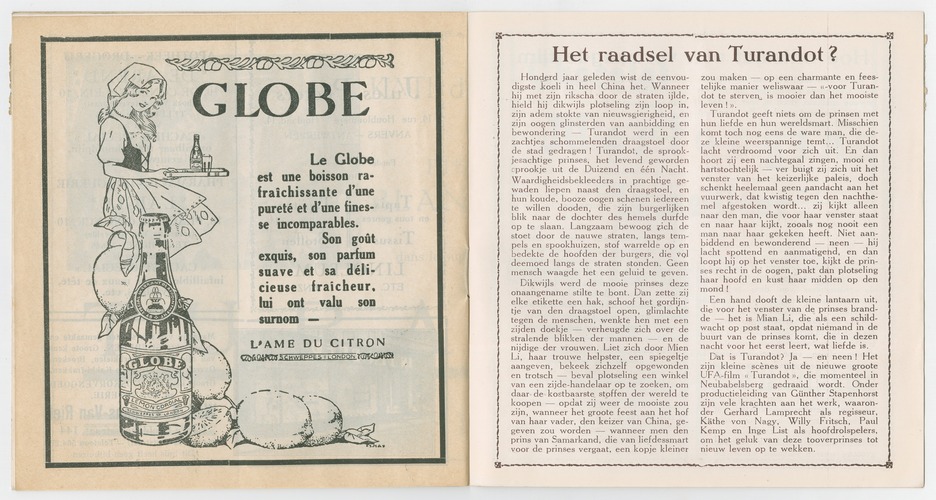 GLOBE
Le Globe
est une boisson ra-
fraîchissante d'une
pureté et d'une fines-
se incomparables.
Son goût
exquis, son parfum
suave et sa déli-
cieuse fraîcheur,
lui ont valu son
surnom —
L'AME DU CITRON
SCHWEPPES LONDON
GLOBE
Het raadsel van Turandot?
Honderd jaar geleden wist de eenvou-
digste koeli in heel China het. Wanneer
hij met zijn rikscha door de straten ijlde,
hield hij dikwijls plotseling zijn loop in,
zijn adem stokte van nieuwsgierigheid, en
zijn oogen glinsterden van aanbidding en
bewondering — Turandot werd in een
zachtjes schommelenden draagstoel door
de stad gedragen! Turandot, de sprook-
jesachtige prinses, het levend geworden
sprookje uit de Duizend en één Nacht.
Waardigheidsbekleeders in prachtige ge-
waden liepen naast den draagstoel, en
hun koude, booze oogen schenen iedereen
te willen dooden, die zijn burgerlijken
blik naar de dochter des hemels durfde
op te slaan. Langzaam bewoog zich de
stoet door de nauwe straten, langs tem-
pels en spookhuizen, stof warrelde op en
bedekte de hoofden der burgers, die vol
deemoed langs de straten stonden. Geen
mensch waagde het een geluid te geven.
Dikwijls werd de mooie prinses deze
onaangename stilte te bont. Dan zette zij
elke etikette een hak, schoof het gordijn-
tje van den draagstoel open, glimlachte
tegen de menschen, wenkte hen met een
zijden doekje — verheugde zich over de
stralende blikken der mannen — en de
nijdige der vrouwen. Liet zich door Mien
Li, haar trouwe helpster, een spiegeltje
aangeven, bekeek zichzelf opgewonden
en trotsch — beval plotseling een winkel
van een zijde-handelaar op te zoeken, om
daar de kostbaarste stoffen der wereld te
koopen — opdat zij weer de mooiste zou
zijn, wanneer het groote feest aan het hof
van haar vader, den keizer van China, ge-
geven zou worden — wanneer men den
prins van Samarkand, die van liefdessmart
voor de prinses vergaat, een kopje kleiner
zou maken — op een charmante en fees-
telijke manier weliswaar — «-voor Turan-
dot te sterven, is mooier dan het mooiste
leven!».
Turandot geeft niets om de prinsen met
hun liefde en hun wereldsmart. Misschien
komt toch nog eens de ware man, die de-
ze kleine weerspannige temt... Turandot
lacht verdroomd voor zich uit. En dan
hoort zij een nachtegaal zingen, mooi en
hartstochtelijk — ver buigt zij zich uit het
venster van het keizerlijke paleis, doch
schenkt heelemaal geen aandacht aan het
vuurwerk, dat kwistig tegen den nachthe-
mel afgestoken wordt... zij kijkt alleen
naar den man, die voor haar venster staat
en naar haar kijkt, zooals nog nooit een
man naar haar gekeken heeft. Niet aan-
biddend en bewonderend — neen — hij
lacht spottend en aanmatigend, en dan
loopt hij op het venster toe, kijkt de prin-
ses recht in de oogen, pakt dan plotseling
haar hoofd en kust haar midden op den
mond!
Een hand dooft de kleine lantaarn uit,
die voor het venster van de prinses brand-
de — het is Mian Li, die als een schild-
wacht op post staat, opdat niemand in de
buurt van de prinses komt, die in dezen
nacht voor het eerst leert, wat liefde is.
Dat is Turandot? Ja — en neen! Het
zijn kleine scènes uit de nieuwe groote
UFA-film «Turandot», die momenteel in
Neubabelsberg gedraaid wordt. Onder
productieleiding van Günther Stapenhorst
zijn vele krachten aan het werk, waaron-
der Gerhard Lamprecht als regisseur,
Käthe von Nagy, Willy Fritsch, Paul
Kemp en Inge List als hoofdrolspelers,
om het geluk van deze tooverprinses tot
nieuw leven op te wekken.